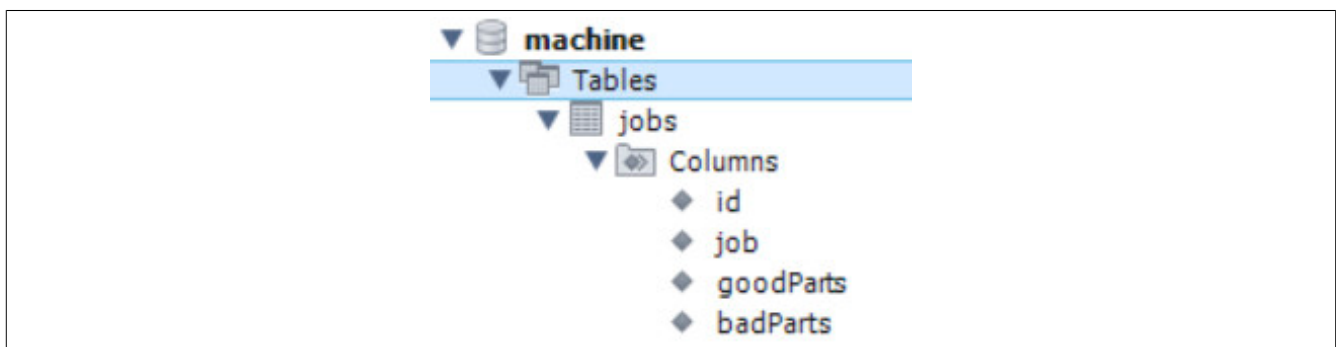 machine
Tables
jobs
Columns
id
job
goodParts
badParts